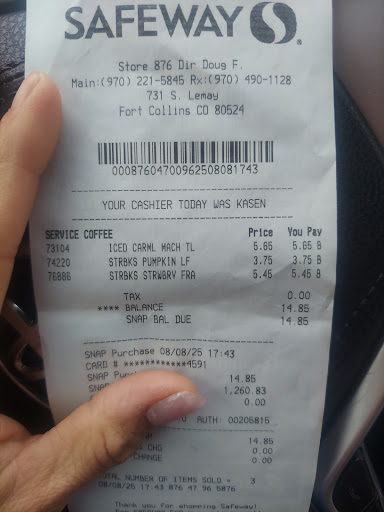 SAFEWAY S®
Store 876 Dir Doug F.
Main:(970) 221-5845 Rx:(970) 490-1128
731 S. Lemay
Fort Collins CO 80524
00087604700962508081743
YOUR CASHIER TODAY WAS KASEN
Price You Pay
SERVICE COFFEE
73104 ICED CARML MACH TL 5.65 5.65 B
74220 STRBKS PUMPKIN LF 3.75 3.75 B
76886 STRBKS STRWBRY FRA 5.45 5.45 B
TAX 0.00
**** BALANCE 14.85
SNAP BAL DUE 14.85
SNAP Purchase 08/08/25 17:43
CARD # ************4591
SNAP 14.85
SNAP 1,260.83
0.00
AUTH: 00205815
14.85
CHG 0.00
CHANGE 0.00
TOTAL NUMBER OF ITEMS SOLD = 3
08/08/25 17:43 876 47 96 5876
Thank you for shopping Safeway!